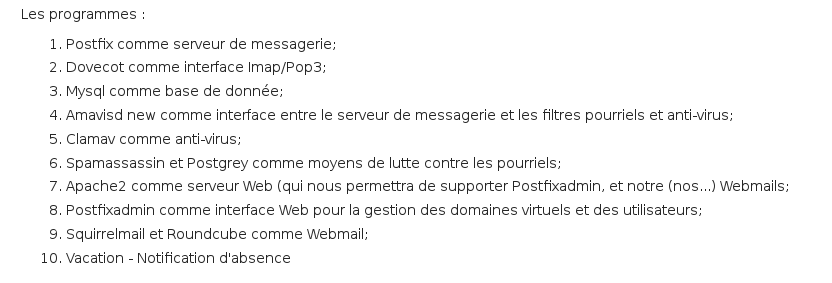 Les programmes :
1. Postfix comme serveur de messagerie;
2. Dovecot comme interface Imap/Pop3;
3. Mysql comme base de donnée;
4. Amavisd new comme interface entre le serveur de messagerie et les filtres pourriels et anti-virus;
5. Clamav comme anti-virus;
6. Spamassassin et Postgrey comme moyens de lutte contre les pourriels;
7. Apache2 comme serveur Web (qui nous permettra de supporter Postfixadmin, et notre (nos...) Webmails;
8. Postfixadmin comme interface Web pour la gestion des domaines virtuels et des utilisateurs;
9. Squirrelmail et Roundcube comme Webmail;
10. Vacation - Notification d'absence